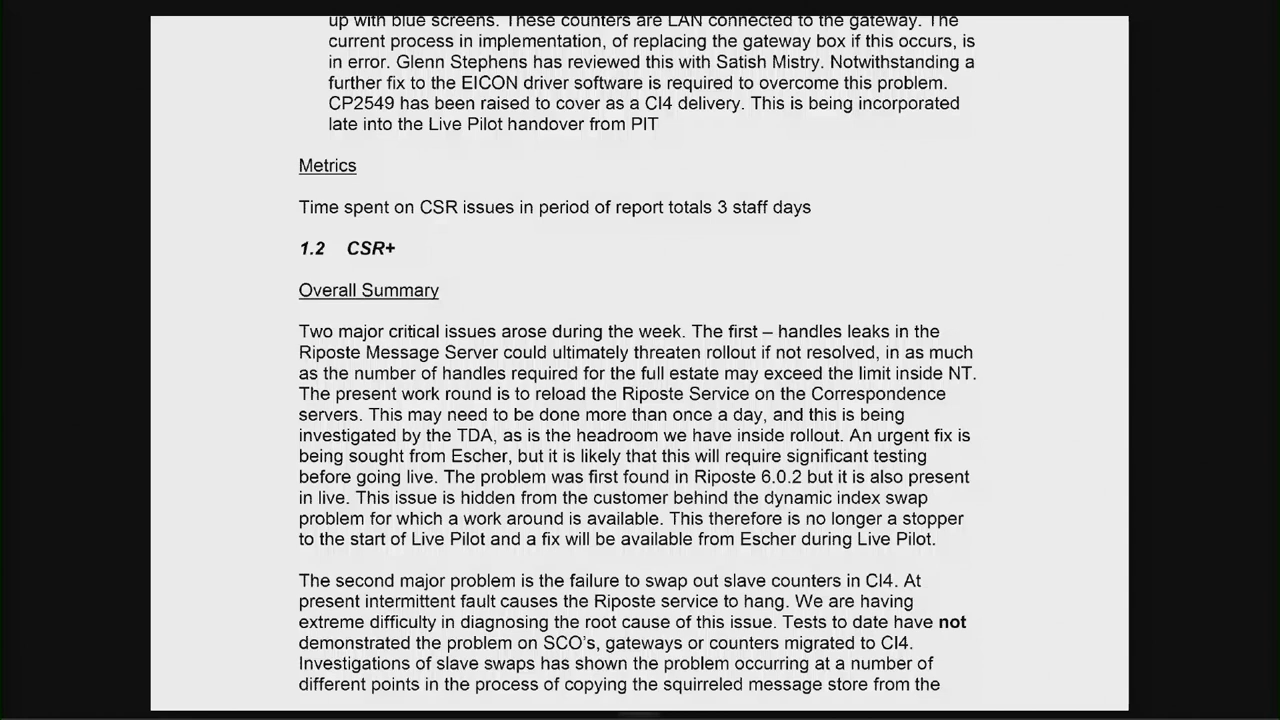 up with blue screens. These counters are LAN connected to the gateway. The
current process in implementation, of replacing the gateway box if this occurs, is
in error. Glenn Stephens has reviewed this with Satish Mistry. Notwithstanding a
further fix to the EICON driver software is required to overcome this problem.
CP2549 has been raised to cover as a CI4 delivery. This is being incorporated
late into the Live Pilot handover from PIT
Metrics
Time spent on CSR issues in period of report totals 3 staff days
1.2 CSR+
Overall Summary
Two major critical issues arose during the week. The first – handles leaks in the
Riposte Message Server could ultimately threaten rollout if not resolved, in as much
as the number of handles required for the full estate may exceed the limit inside NT.
The present work round is to reload the Riposte Service on the Correspondence
servers. This may need to be done more than once a day, and this is being
investigated by the TDA, as is the headroom we have inside rollout. An urgent fix is
being sought from Escher, but it is likely that this will require significant testing
before going live. The problem was first found in Riposte 6.0.2 but it is also present
in live. This issue is hidden from the customer behind the dynamic index swap
problem for which a work around is available. This therefore is no longer a stopper
to the start of Live Pilot and a fix will be available from Escher during Live Pilot.
The second major problem is the failure to swap out slave counters in CI4. At
present intermittent fault causes the Riposte service to hang. We are having
extreme difficulty in diagnosing the root cause of this issue. Tests to date have not
demonstrated the problem on SCO's, gateways or counters migrated to CI4.
Investigations of slave swaps has shown the problem occurring at a number of
different points in the process of copying the squirreled message store from the